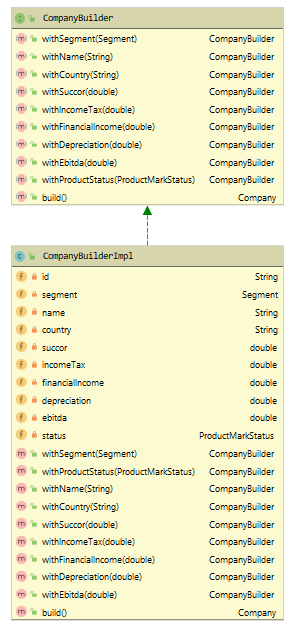 CompanyBuilder
withSegment(Segment) CompanyBuilder
withName(String) CompanyBuilder
withCountry(String) CompanyBuilder
withSuccor(double) CompanyBuilder
withIncomeTax(double) CompanyBuilder
withFinancialIncome(double) CompanyBuilder
withDepreciation(double) CompanyBuilder
withEbitda(double) CompanyBuilder
withProductStatus(ProductMarkStatus) CompanyBuilder
build() Company
CompanyBuilderImpl
id String
segment Segment
name String
country String
succor double
incomeTax double
financialIncome double
depreciation double
ebitda double
status ProductMarkStatus
withSegment(Segment) CompanyBuilder
withProductStatus(ProductMarkStatus) CompanyBuilder
withName(String) CompanyBuilder
withCountry(String) CompanyBuilder
withSuccor(double) CompanyBuilder
withIncomeTax(double) CompanyBuilder
withFinancialIncome(double) CompanyBuilder
withDepreciation(double) CompanyBuilder
withEbitda(double) CompanyBuilder
build() Company